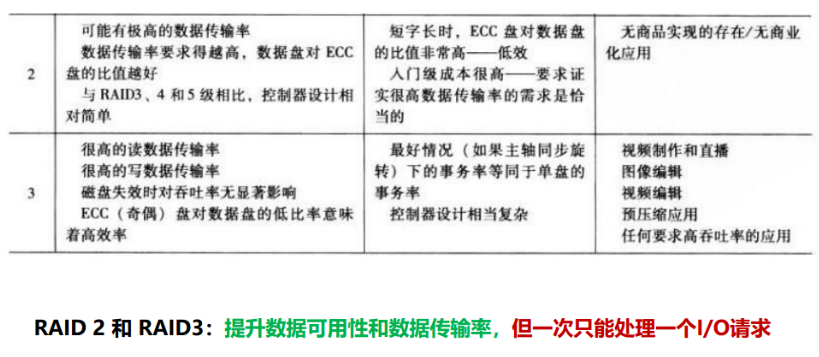 2
可能有极高的数据传输率
数据传输率要求得越高，数据盘对 ECC
盘的比值越好
与 RAID3、4 和 5 级相比，控制器设计相
对简单
短字长时，ECC 盘对数据盘
的比值非常高——低效
入门级成本很高——要求证
实很高数据传输率的需求是恰
当的
无商品实现的存在/无商业
化应用
3
很高的读数据传输率
很高的写数据传输率
磁盘失效时对吞吐率无显著影响
ECC（奇偶）盘对数据盘的低比率意味
着高效率
最好情况（如果主轴同步旋
转）下的事务率等同于单盘的
事务率
控制器设计相当复杂
视频制作和直播
图像编辑
视频编辑
预压缩应用
任何要求高吞吐率的应用
RAID 2 和 RAID3：提升数据可用性和数据传输率，但一次只能处理一个I/O请求